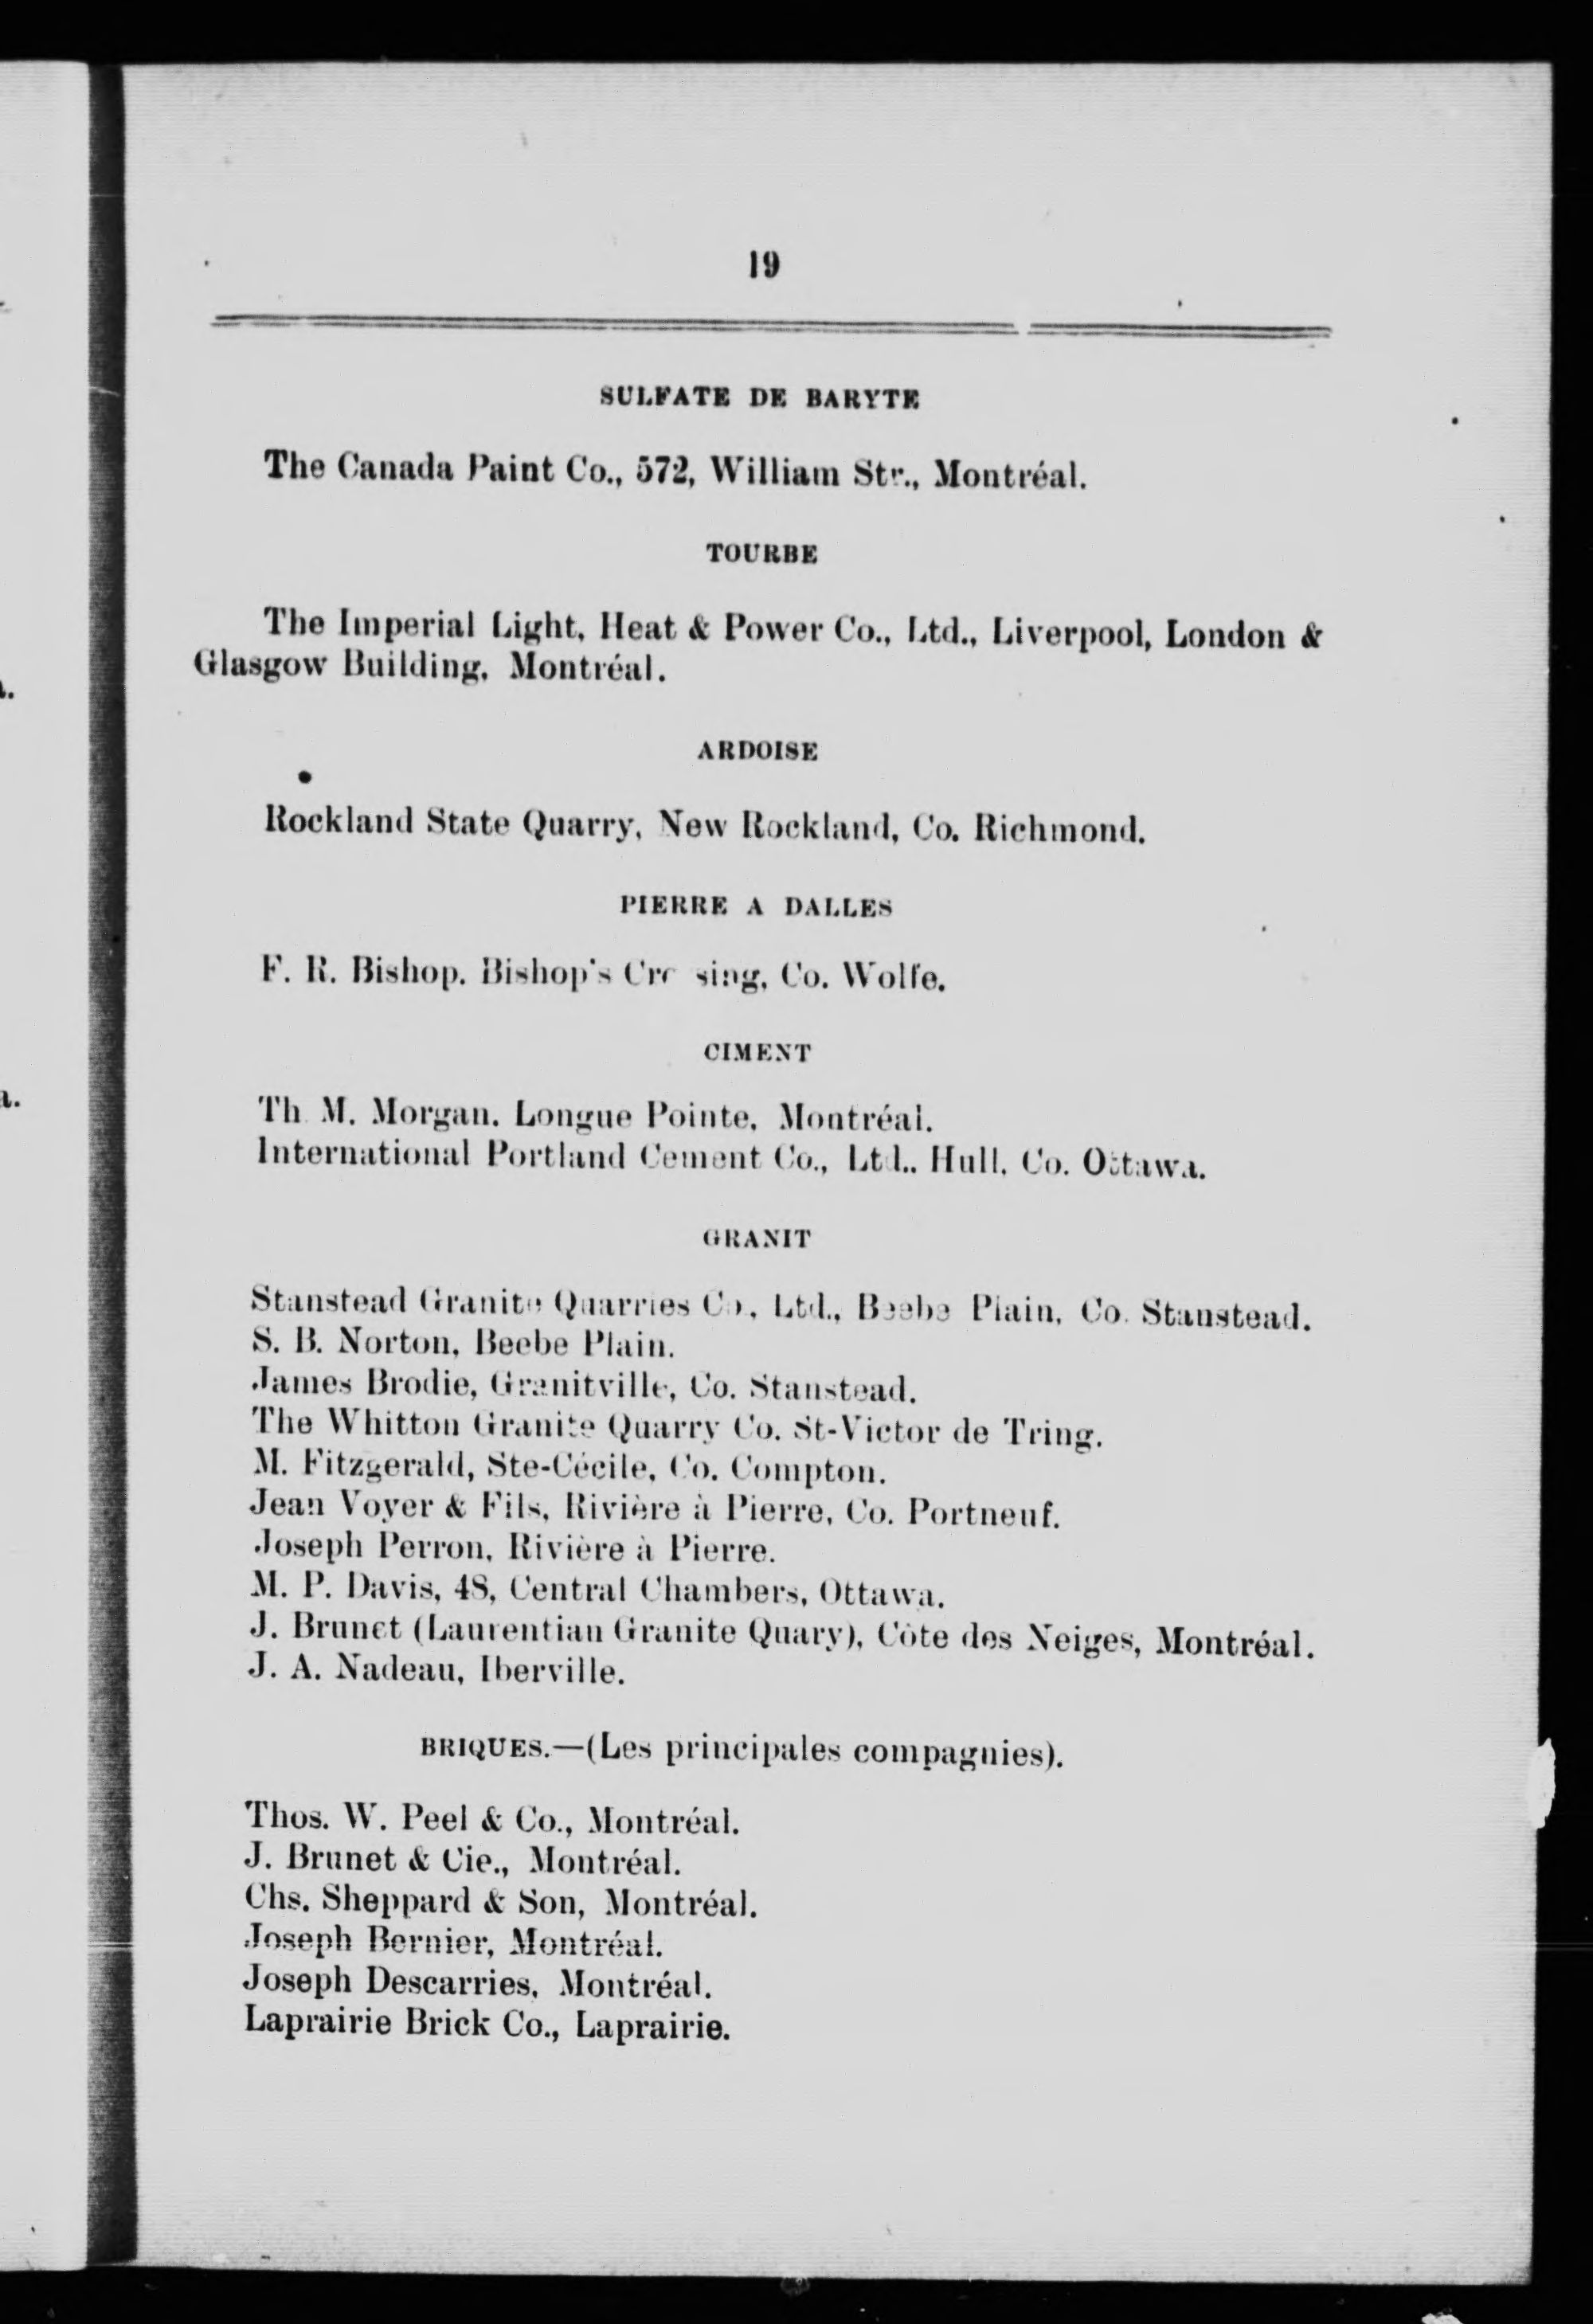 19
SULFATE DE BARYTE
The Canada Paint Co., 572, William Str., Montréal.
TOURBE
The Imperial Light, Heat & Power Co., Ltd., Liverpool, London &
Glasgow Building, Montréal.
ARDOISE
Rockland State Quarry, New Rockland, Co. Richmond.
PIERRE A DALLES
F. R. Bishop, Bishop's Crossing, Co. Wolfe.
CIMENT
Th. M. Morgan, Longue Pointe, Montréal.
International Portland Cement Co., Ltd., Hull, Co. Ottawa.
GRANIT
Stanstead Granite Quarries Co., Ltd., Beebe Plain, Co. Stanstead.
S. B. Norton, Beebe Plain.
James Brodie, Granitville, Co. Stanstead.
The Whitton Granite Quarry Co. St-Victor de Tring.
M. Fitzgerald, Ste-Cécile, Co. Compton.
Jean Voyer & Fils, Rivière à Pierre, Co. Portneuf.
Joseph Perron, Rivière à Pierre.
M. P. Davis, 48, Central Chambers, Ottawa.
J. Brunet (Laurentian Granite Quary), Côte des Neiges, Montréal.
J. A. Nadeau, Iberville.
BRIQUES.—(Les principales compagnies).
Thos. W. Peel & Co., Montréal.
J. Brunet & Cie., Montréal.
Chs. Sheppard & Son, Montréal.
Joseph Bernier, Montréal.
Joseph Descarries, Montréal.
Laprairie Brick Co., Laprairie.